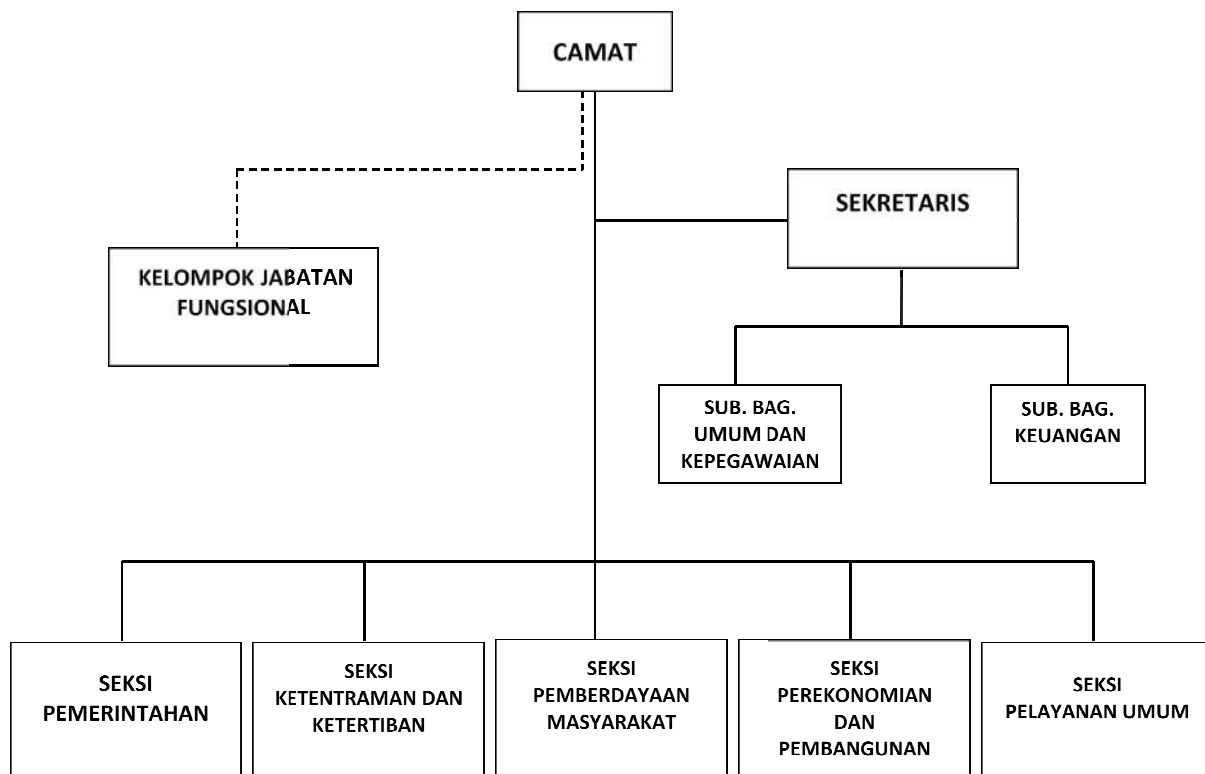 CAMAT
SEKRETARIS
KELOMPOK JABATAN
FUNGSIONAL
SUB. BAG.
UMUM DAN
KEPEGAWAIAN
SUB. BAG.
KEUANGAN
SEKSI
PEMERINTAHAN
SEKSI
KETENTRAMAN DAN
KETERTIBAN
SEKSI
PEMBERDAYAAN
MASYARAKAT
SEKSI
PEREKONOMIAN
DAN
PEMBANGUNAN
SEKSI
PELAYANAN UMUM